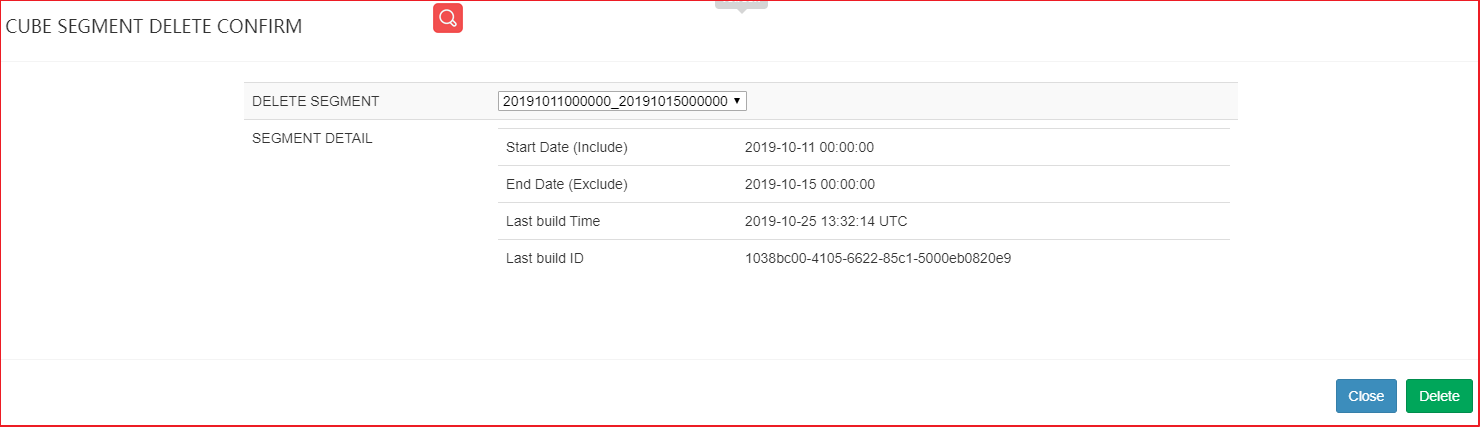 CUBE SEGMENT DELETE CONFIRM
DELETE SEGMENT 20191011000000_20191015000000
SEGMENT DETAIL
Start Date (Include) 2019-10-11 00:00:00
End Date (Exclude) 2019-10-15 00:00:00
Last build Time 2019-10-25 13:32:14 UTC
Last build ID 1038bc00-4105-6622-85c1-5000eb0820e9
Close Delete